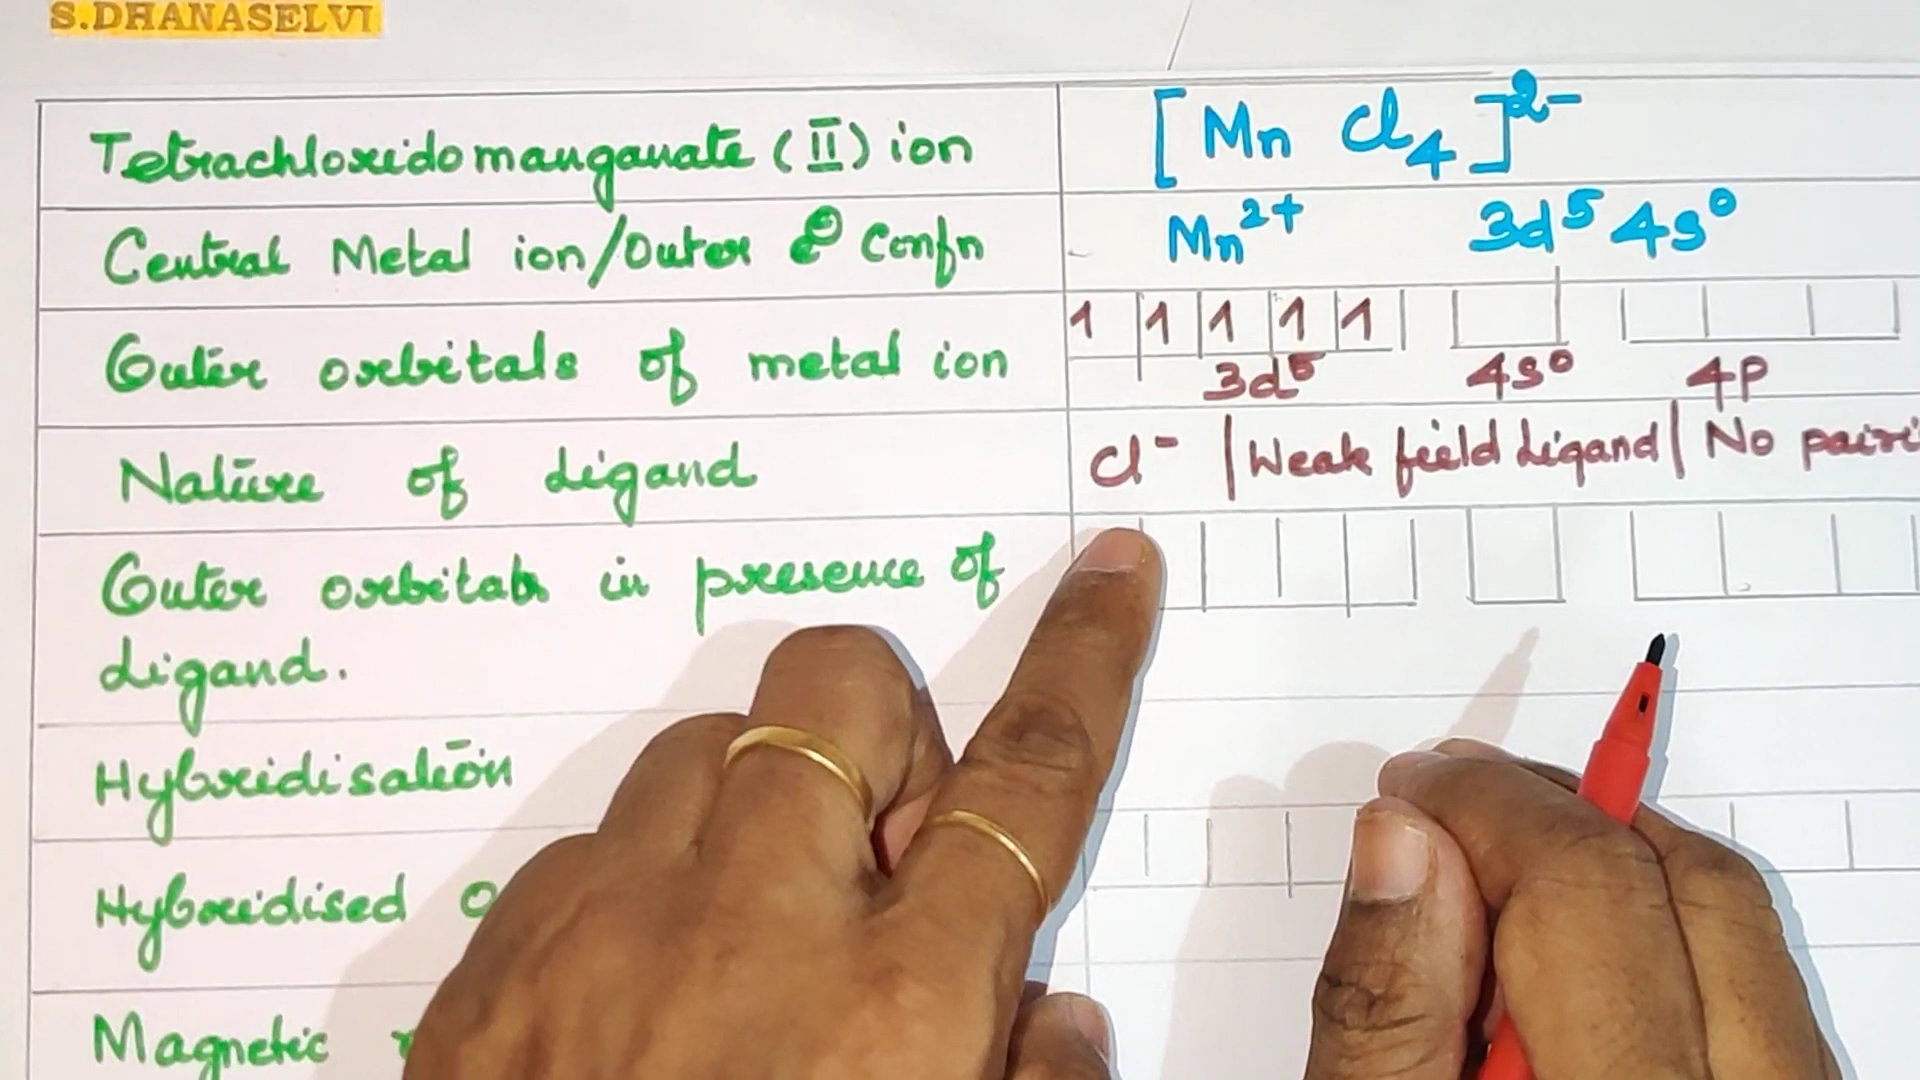 S.DHANASELVI
Tetrachloridomanganate (II) ion [Mn Cl4]2-
Central Metal ion/Outer e⊖ Confn Mn2+ 3d5 4s0
Outer orbitals of metal ion 1 1 1 1 1
3d5 4s0 4p
Nature of Ligand Cl- | Weak field Ligand | No
Outer orbitals in presence of
Ligand.
Hybridisation
Hybridised
Magnetic